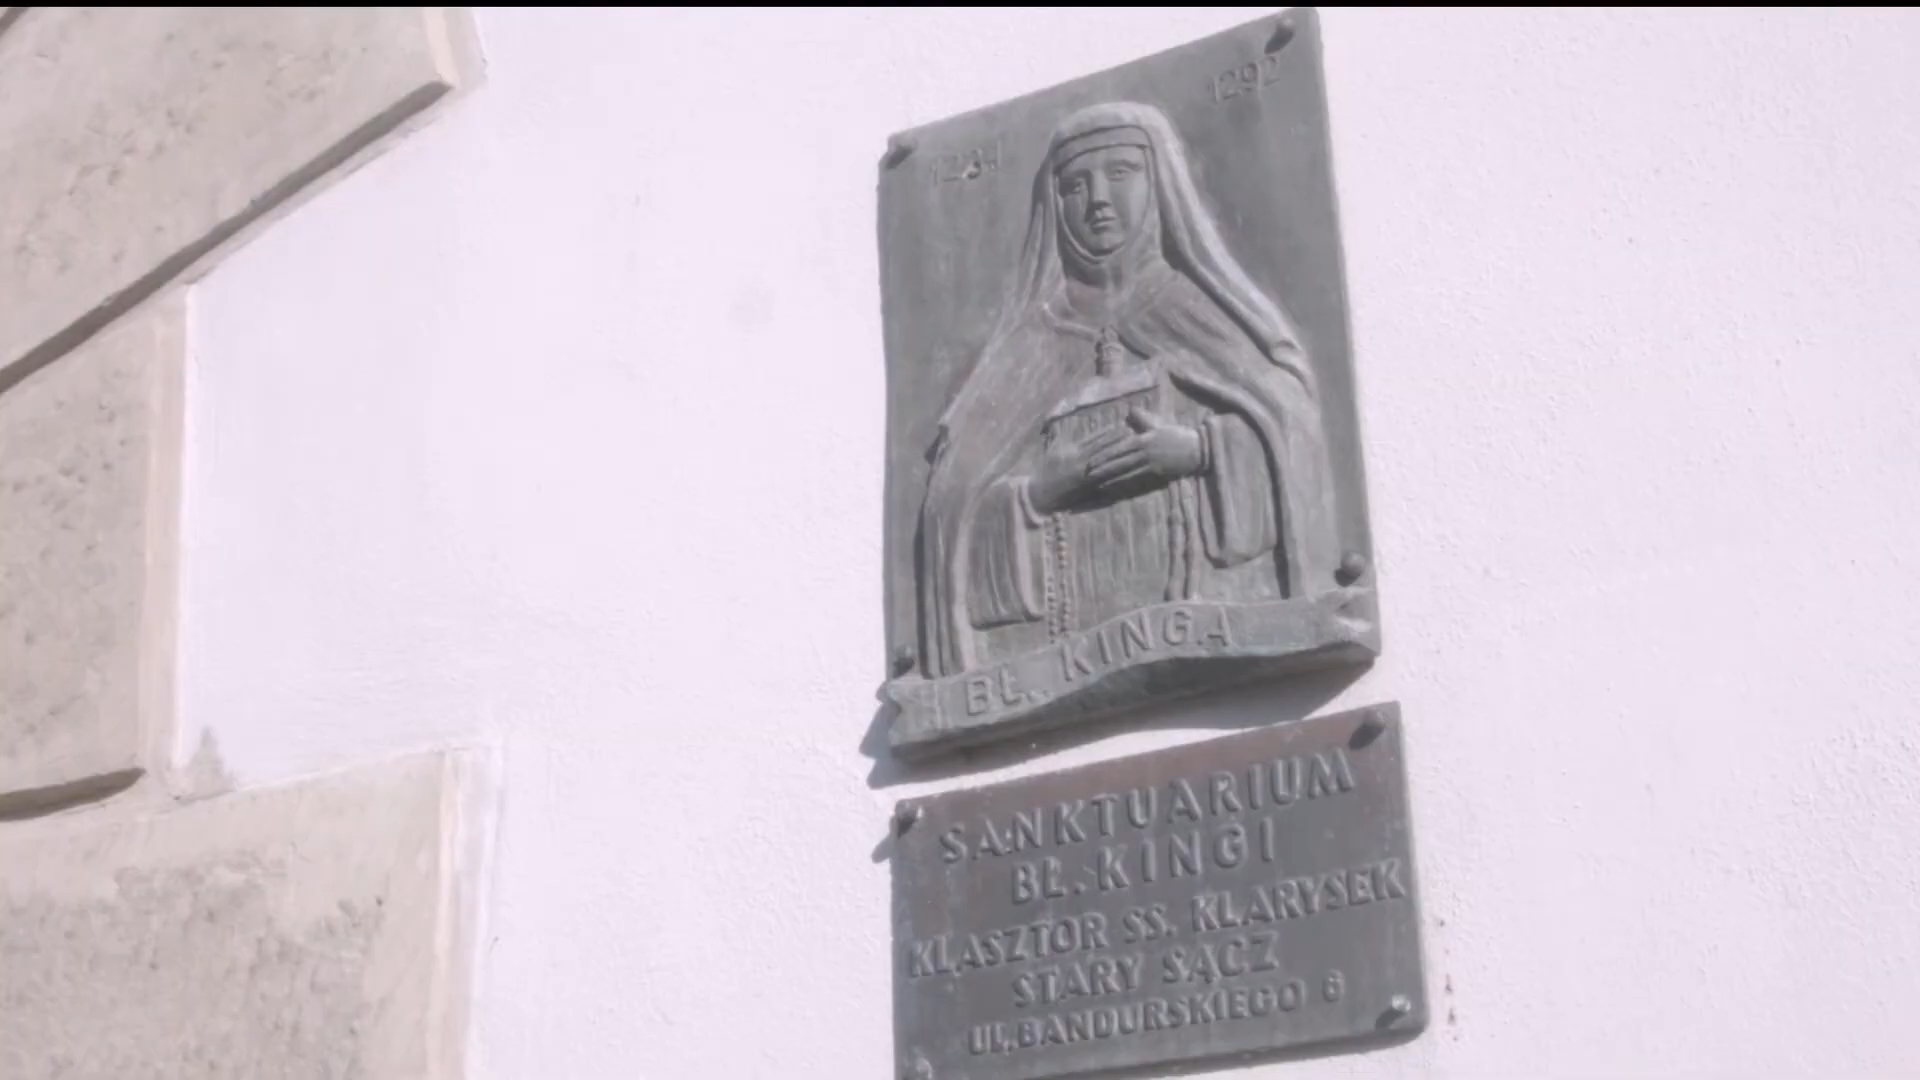 1234
1292
BŁ. KINGA
SANKTUARIUM
BŁ. KINGI
KLASZTOR SS. KLARYSEK
STARY SĄCZ
UL. BANDURSKIEGO 6